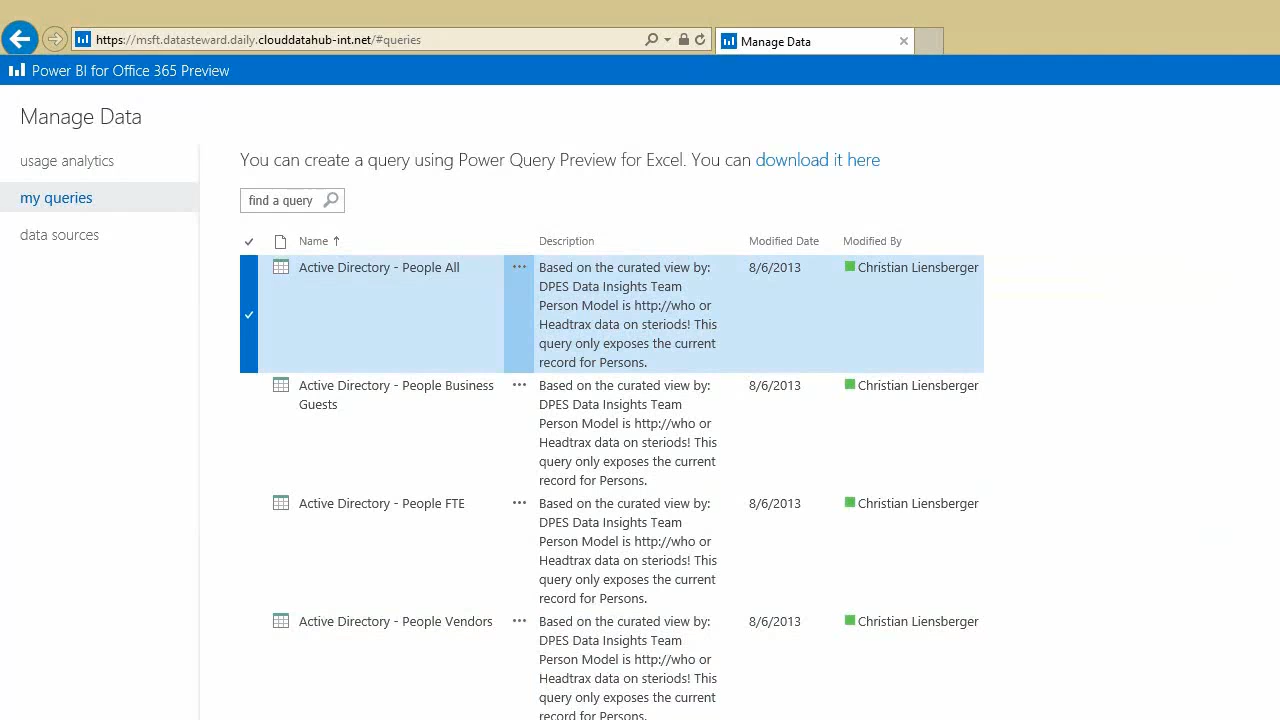 https://msft.datasteward.daily.clouddatahub-int.net/#queries
Manage Data
Power BI for Office 365 Preview
Manage Data
usage analytics
my queries
data sources
You can create a query using Power Query Preview for Excel. You can download it here
find a query
Name Description Modified Date Modified By
Active Directory - People All ... Based on the curated view by: 8/6/2013 Christian Liensberger
DPES Data Insights Team
Person Model is http://who or
Headtrax data on steriods! This
query only exposes the current
record for Persons.
Active Directory - People Business ... Based on the curated view by: 8/6/2013 Christian Liensberger
Guests DPES Data Insights Team
Person Model is http://who or
Headtrax data on steriods! This
query only exposes the current
record for Persons.
Active Directory - People FTE ... Based on the curated view by: 8/6/2013 Christian Liensberger
DPES Data Insights Team
Person Model is http://who or
Headtrax data on steriods! This
query only exposes the current
record for Persons.
Active Directory - People Vendors ... Based on the curated view by: 8/6/2013 Christian Liensberger
DPES Data Insights Team
Person Model is http://who or
Headtrax data on steriods! This
query only exposes the current
record for Persons.